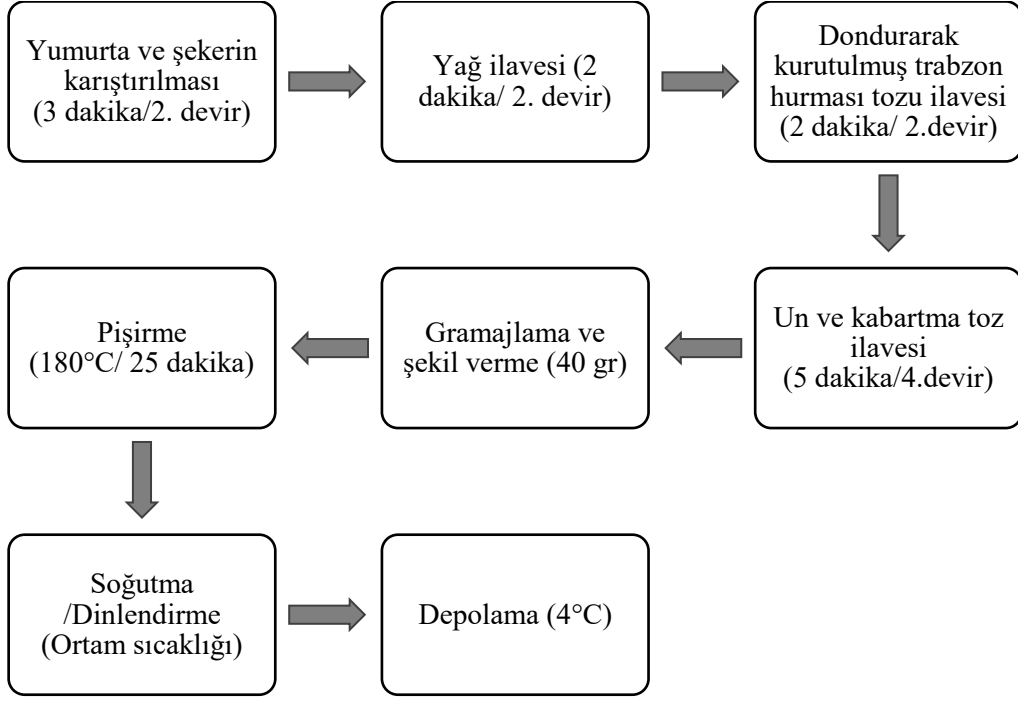 Yumurta ve şekerin
karıştırılması
(3 dakika/2. devir)
Yağ ilavesi (2
dakika/ 2. devir)
Dondurarak
kurutulmuş trabzon
hurması tozu ilavesi
(2 dakika/ 2.devir)
Un ve kabartma toz
ilavesi
(5 dakika/4.devir)
Gramajlama ve
şekil verme (40 gr)
Pişirme
(180°C/ 25 dakika)
Soğutma
/Dinlendirme
(Ortam sıcaklığı)
Depolama (4°C)